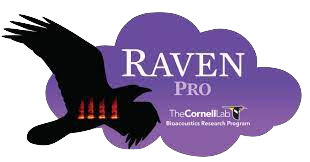 RAVEN
PRO
TheCornellLab
Bioacoustics Research Program